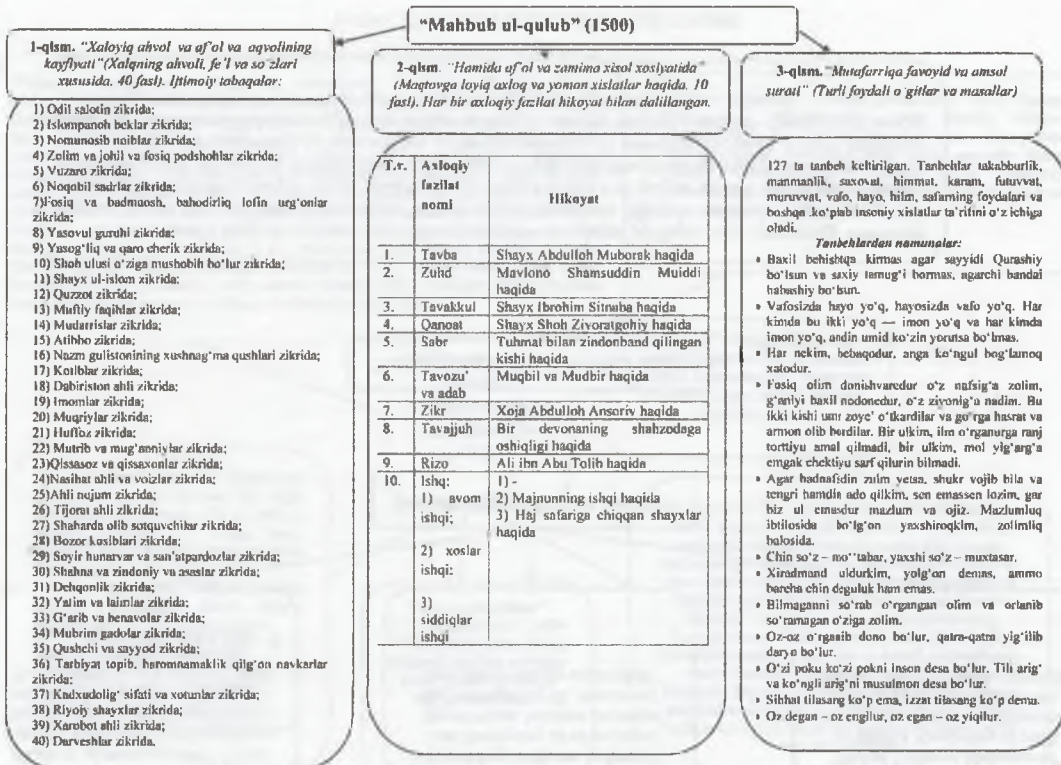 “Mahbub ul-qulub” (1500)
1-qism. “Xaloyiq ahvol va af’ol va aqvolining
kayfiyati” (Xalqning ahvoli, fe’l va so‘zlari
xususida. 40 fasl). Ijtimoiy tabaqalar:
1) Odil salotin zikrida;
2) Islompanoh beklar zikrida;
3) Nomunosib noiblar zikrida;
4) Zolim va johil va fosiq podshohlar zikrida;
5) Vuzaro zikrida;
6) Noqobil sadrlar zikrida;
7)Fosiq va badmaosh, bahodirliq lofin urg‘onlar
zikrida;
8) Yasovul guruhi zikrida;
9) Yasog‘liq va qaro cherik zikrida;
10) Shoh ulusi o‘ziga mushobih bo‘lur zikrida;
11) Shayx ul-islom zikrida;
12) Quzzot zikrida;
13) Muftiy faqihlar zikrida;
14) Mudarrislar zikrida;
15) Atibbo zikrida;
16) Nazm gulistonining xushnag‘ma qushlari zikrida;
17) Kotiblar zikrida;
18) Dabiriston ahli zikrida;
19) Imomlar zikrida;
20) Muqriylar zikrida;
21) Huffoz zikrida;
22) Mutrib va mug‘anniylar zikrida;
23)Qissasoz va qissaxonlar zikrida;
24)Nasihat ahli va voizlar zikrida;
25)Ahli nujum zikrida;
26) Tijorat ahli zikrida;
27) Shaharda olib sotquvchilar zikrida;
28) Bozor kosiblari zikrida;
29) Soyir hunarvar va san’atpardozlar zikrida;
30) Shahna va zindoniy va asaslar zikrida;
31) Dehqonlik zikrida;
32) Yatim va laimlar zikrida;
33) G‘arib va benavolar zikrida;
34) Mubrim gadolar zikrida;
35) Qushchi va sayyod zikrida;
36) Tarbiyat topib, haromnamaklik qilg‘on navkarlar
zikrida;
37) Kadxudolig‘ sifati va xotunlar zikrida;
38) Riyoiy shayxlar zikrida;
39) Xarobot ahli zikrida;
40) Darveshlar zikrida.
2-qism. “Hamida af’ol va zamima xisol xosiyatida”
(Maqtovga loyiq axloq va yomon xislatlar haqida. 10
fasl). Har bir axloqiy fazilat hikoyat bilan dalillangan.
T.r. Axloqiy fazilat nomi Hikoyat
1. Tavba Shayx Abdulloh Muborak haqida
2. Zuhd Mavlono Shamsuddin Muiddi haqida
3. Tavakkul Shayx Ibrohim Sitnuba haqida
4. Qanoat Shayx Shoh Ziyoratgohiy haqida
5. Sabr Tuhmat bilan zindonband qilingan kishi haqida
6. Tavozu’ va adab Muqbil va Mudbir haqida
7. Zikr Xoja Abdulloh Ansoriy haqida
8. Tavajjuh Bir devonaning shahzodaga oshiqligi haqida
9. Rizo Ali ibn Abu Tolib haqida
10. Ishq: 1) -
1) avom ishqi; 2) Majnunning ishqi haqida
2) xoslar ishqi: 3) Haj safariga chiqqan shayxlar haqida
3) siddiqlar ishqi
3-qism. “Mutafarriqa favoyid va amsol
surati” (Turli foydali o‘gitlar va masallar)
127 ta tanbeh keltirilgan. Tanbehlar takabburlik,
manmanlik, saxovat, himmat, karam, futuvvat,
muruvvat, vafo, hayo, hilm, safarning foydalari va
boshqa ko‘plab insoniy xislatlar ta’rifini o‘z ichiga
oladi.
Tanbehlardan namunalar:
• Baxil behishtqa kirmas agar sayyidi Qurashiy
bo‘lsun va saxiy tamug‘i bormas, agarchi bandai
habashiy bo‘lsun.
• Vafosizda hayo yo‘q, hayosizda vafo yo‘q. Har
kimda bu ikki yo‘q — imon yo‘q va har kimda
imon yo‘q, andin umid ko‘zin yorutsa bo‘lmas.
• Har nekim, bebaqodur, anga ko‘ngul bog‘lamoq
xatodur.
• Fosiq olim donishvaredur o‘z nafsig‘a zolim,
g‘aniyi baxil nodonedur, o‘z ziyonig‘a nadim. Bu
ikki kishi umr zoye’ o‘tkardilar va go‘rga hasrat va
armon olib bordilar. Bir ulkim, ilm o‘rganurga ranj
torttiyu amal qilmadi, bir ulkim, mol yig‘arg‘a
emgak chektiyu sarf qilurin bilmadi.
• Agar hadnafidin zulm yetsa, shukr vojib bila va
tengri hamdin ado qilkim, sen emassen lozim, gar
biz ul emasdur mazlum va ojiz. Mazlumluq
ibtilosida bo‘lg‘on yaxshiroqkim, zolimliq
balosida.
• Chin so‘z – mo‘‘tabar, yaxshi so‘z – muxtasar.
• Xiradmand uldurkim, yolg‘on demas, ammo
barcha chin deguluk ham emas.
• Bilmaganni so‘rab o‘rgangan olim va orlanib
so‘ramagan o‘ziga zolim.
• Oz-oz o‘rganib dono bo‘lur, qatra-qatra yig‘ilib
daryo bo‘lur.
• O‘zi poku ko‘zi pokni inson desa bo‘lur. Tili arig‘
va ko‘ngli arig‘ni musulmon desa bo‘lur.
• Sihhat tilasang ko‘p ema, izzat tilasang ko‘p dema.
• Oz degan – oz engilur, oz egan – oz yiqilur.